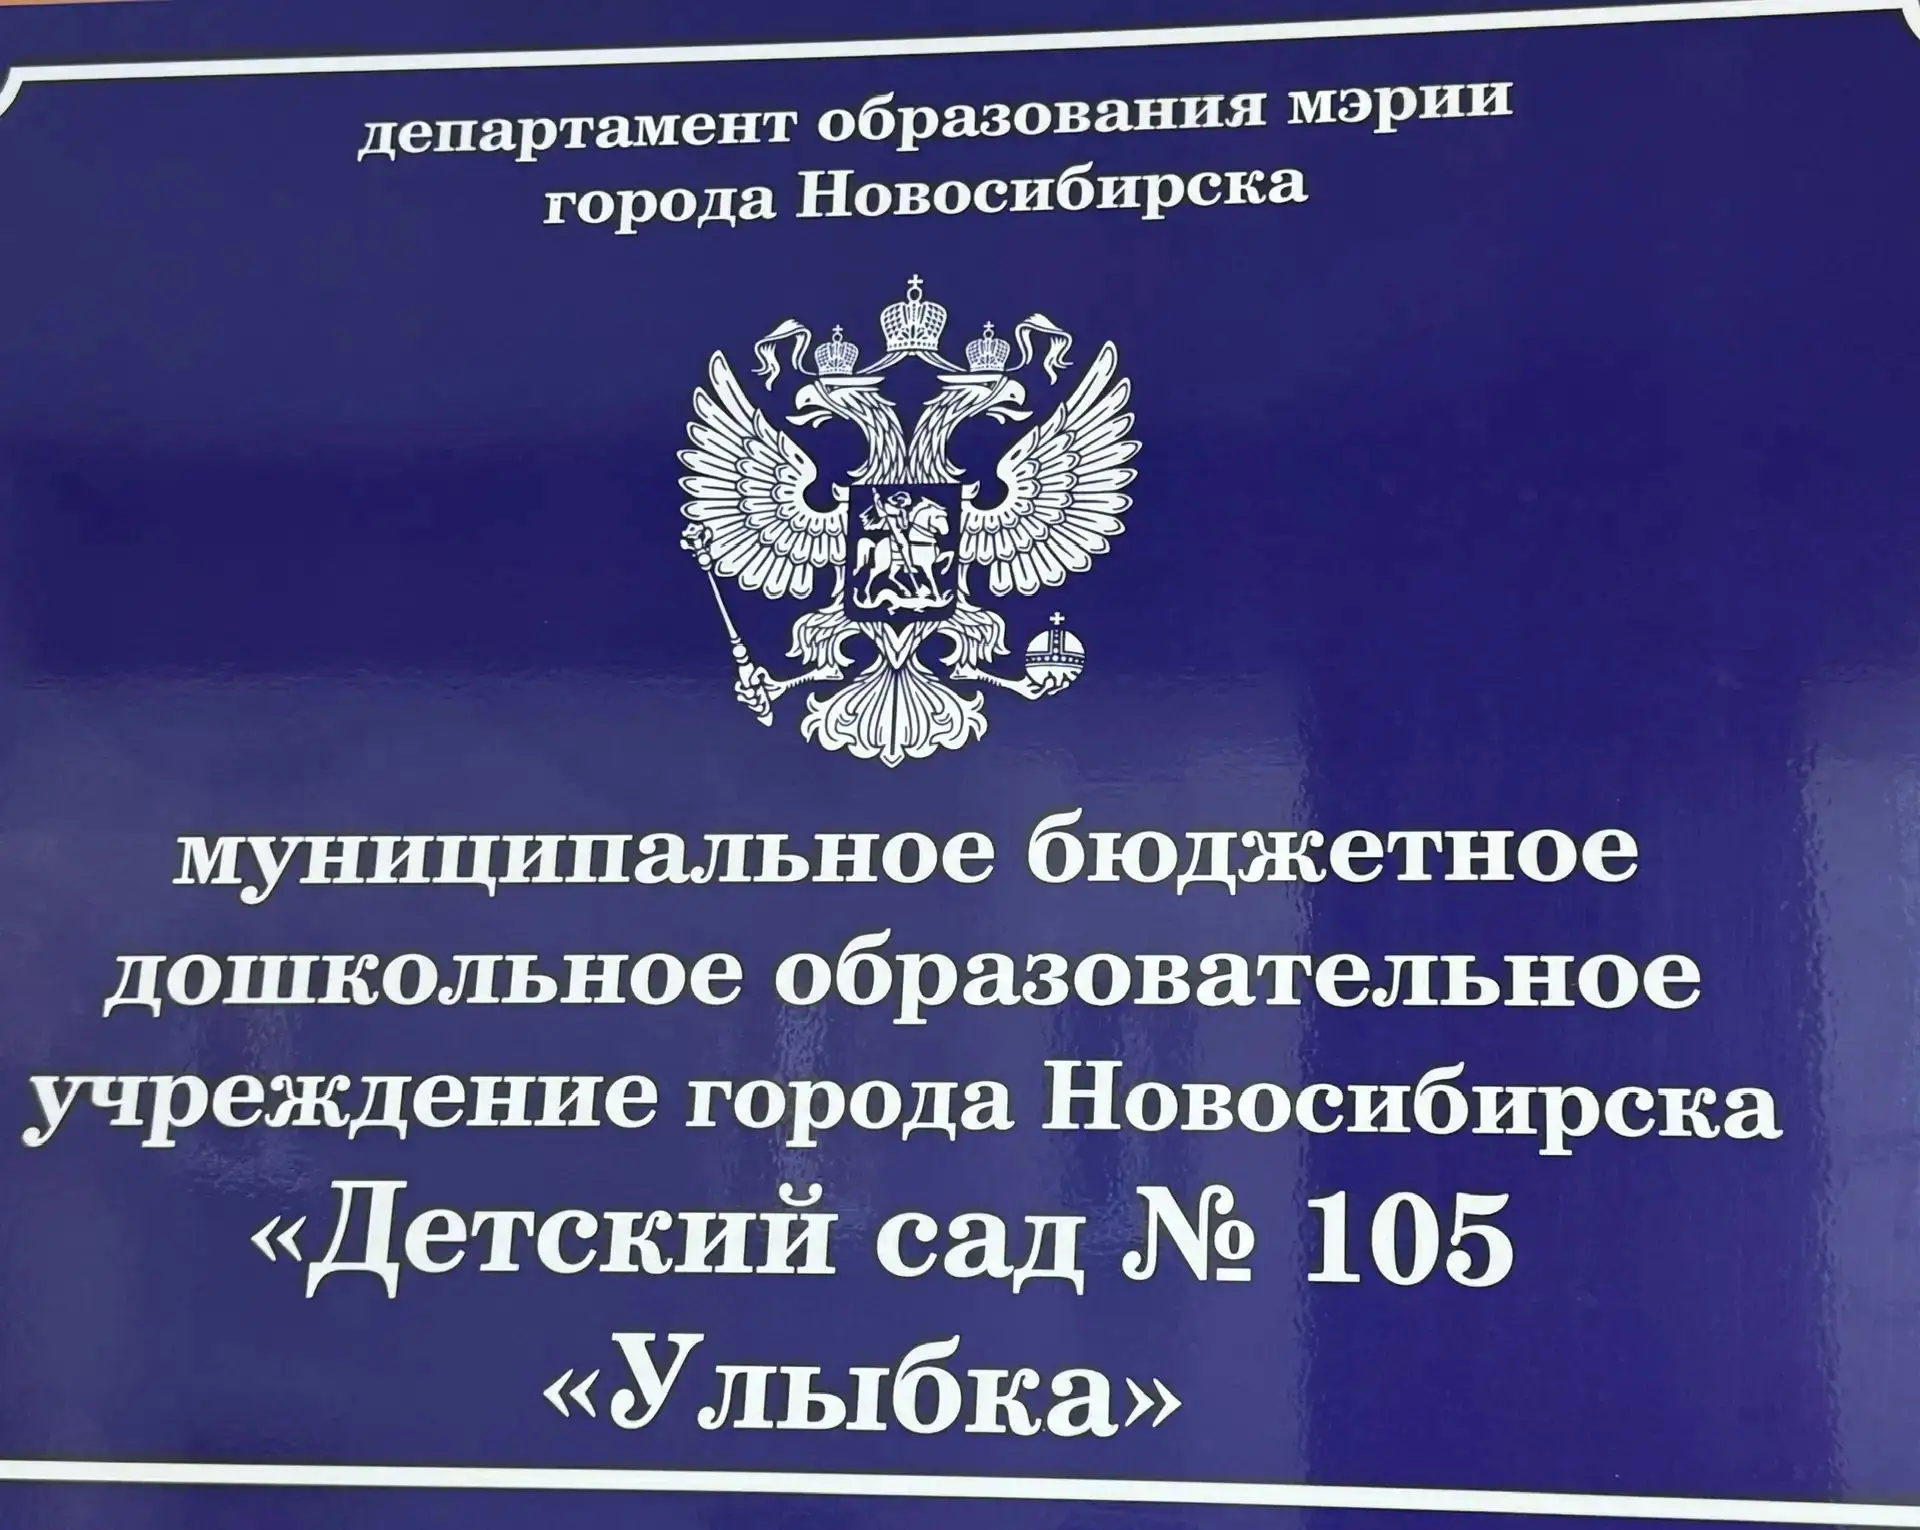 департамент образования мэрии
города Новосибирска
муниципальное бюджетное
дошкольное образовательное
учреждение города Новосибирска
«Детский сад № 105
«Улыбка»